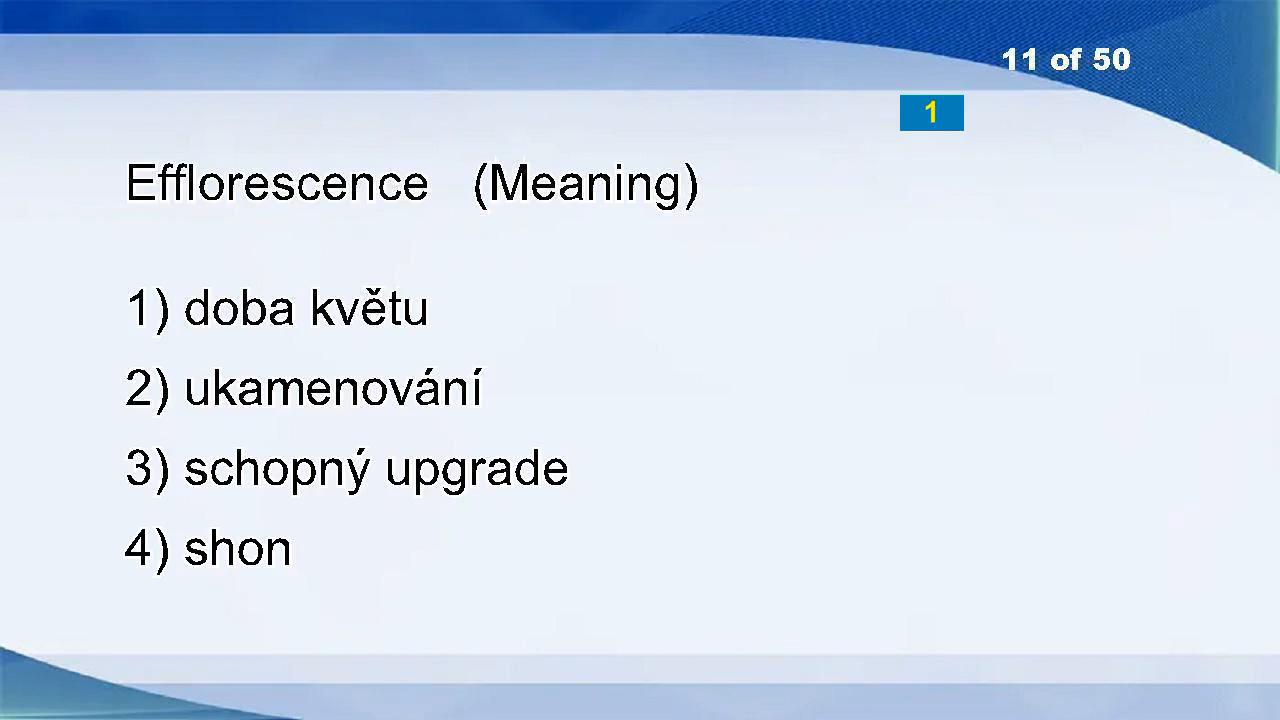 11 of 50
1
Efflorescence (Meaning)
1) doba květu
2) ukamenování
3) schopný upgrade
4) shon